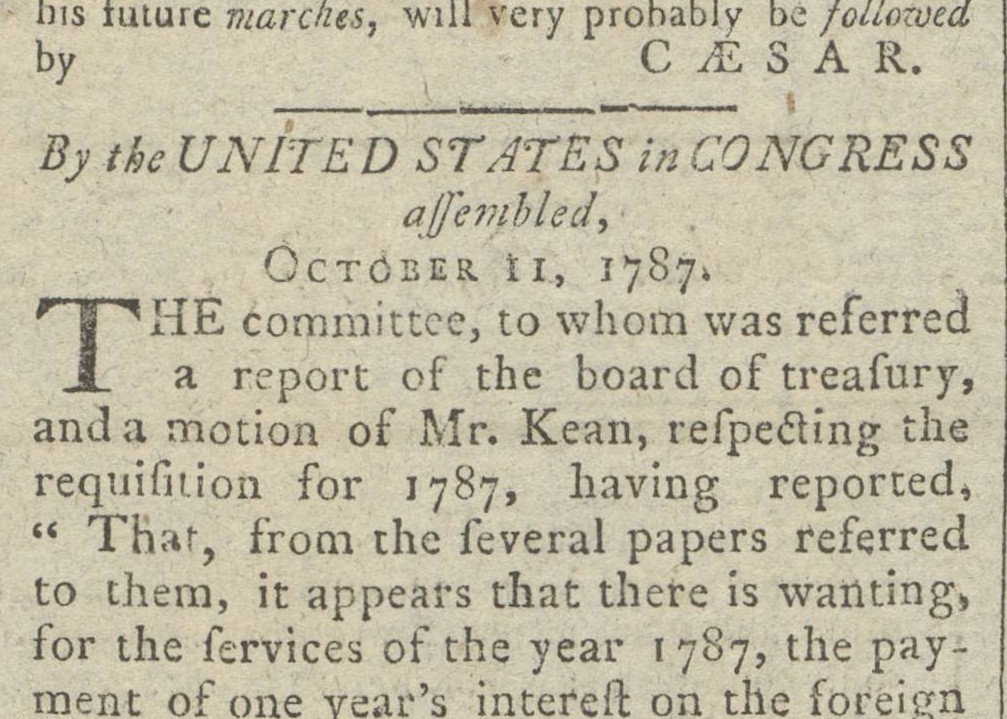 his future marches, will very probably be followed
by CÆSAR.
By the UNITED STATES in CONGRESS
aſſembled,
OCTOBER 11, 1787.
THE committee, to whom was referred
a report of the board of treaſury,
and a motion of Mr. Kean, reſpecting the
requiſition for 1787, having reported,
“ That, from the ſeveral papers referred
to them, it appears that there is wanting,
for the ſervices of the year 1787, the pay-
ment of one year's intereſt on the foreign